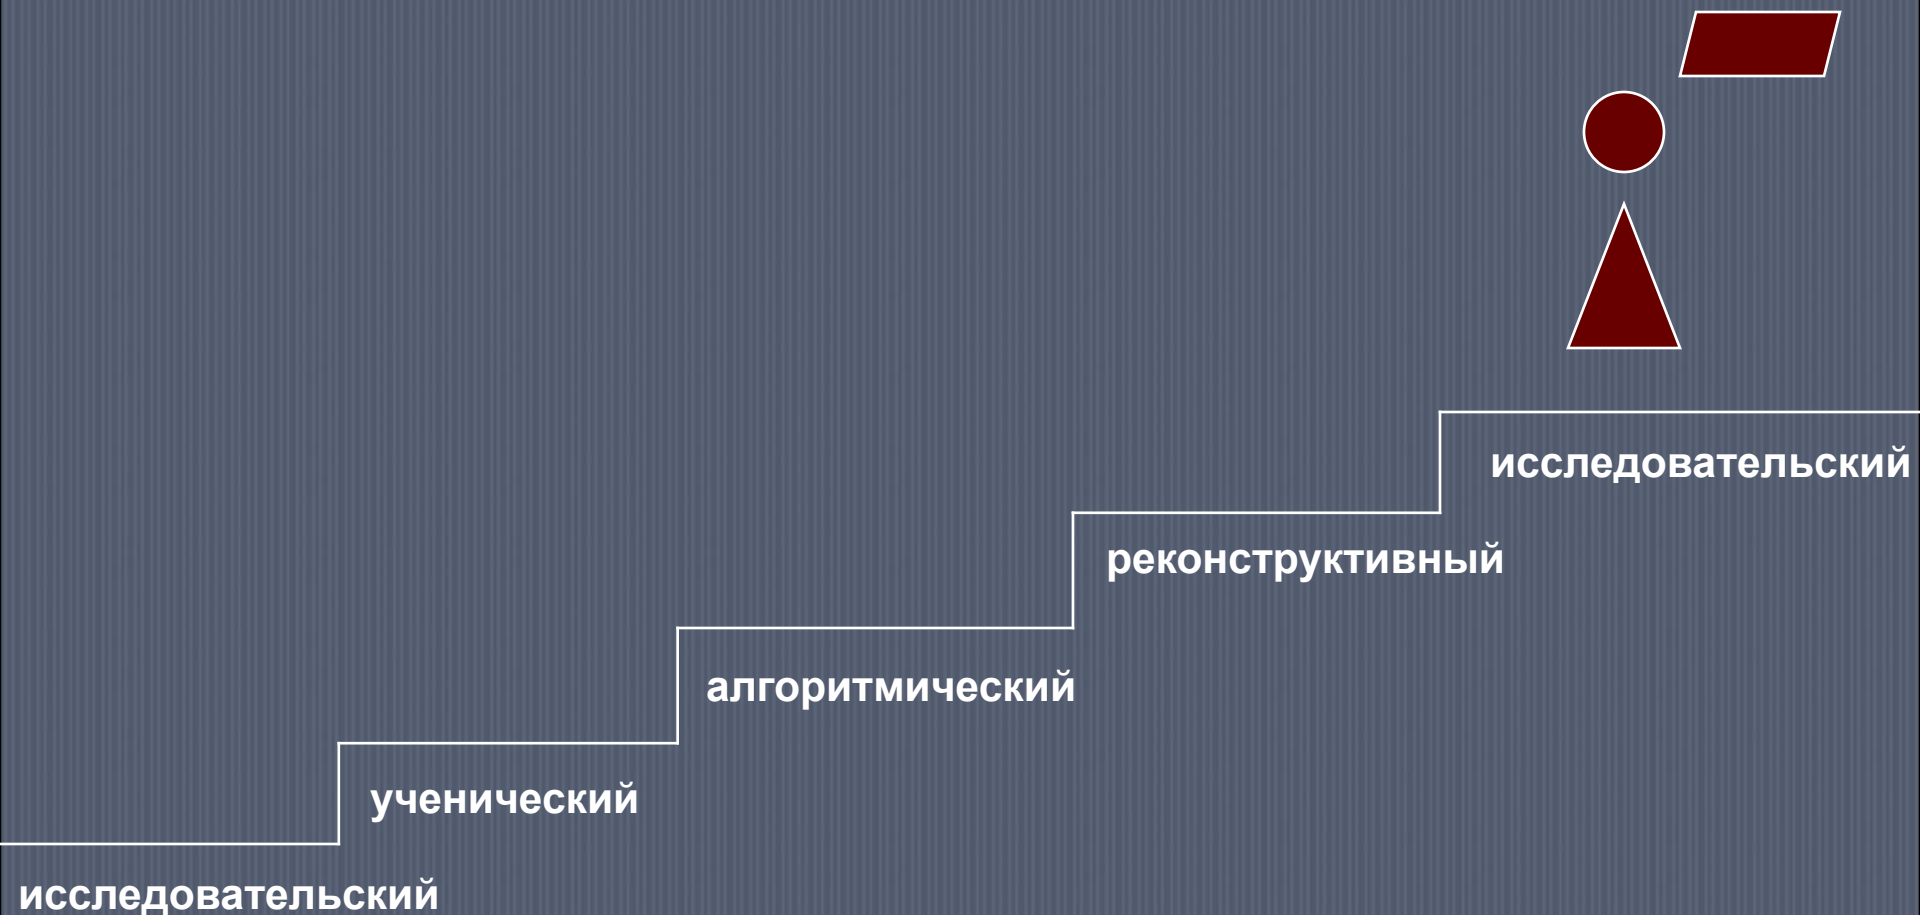 исследовательский
реконструктивный
алгоритмический
ученический
исследовательский